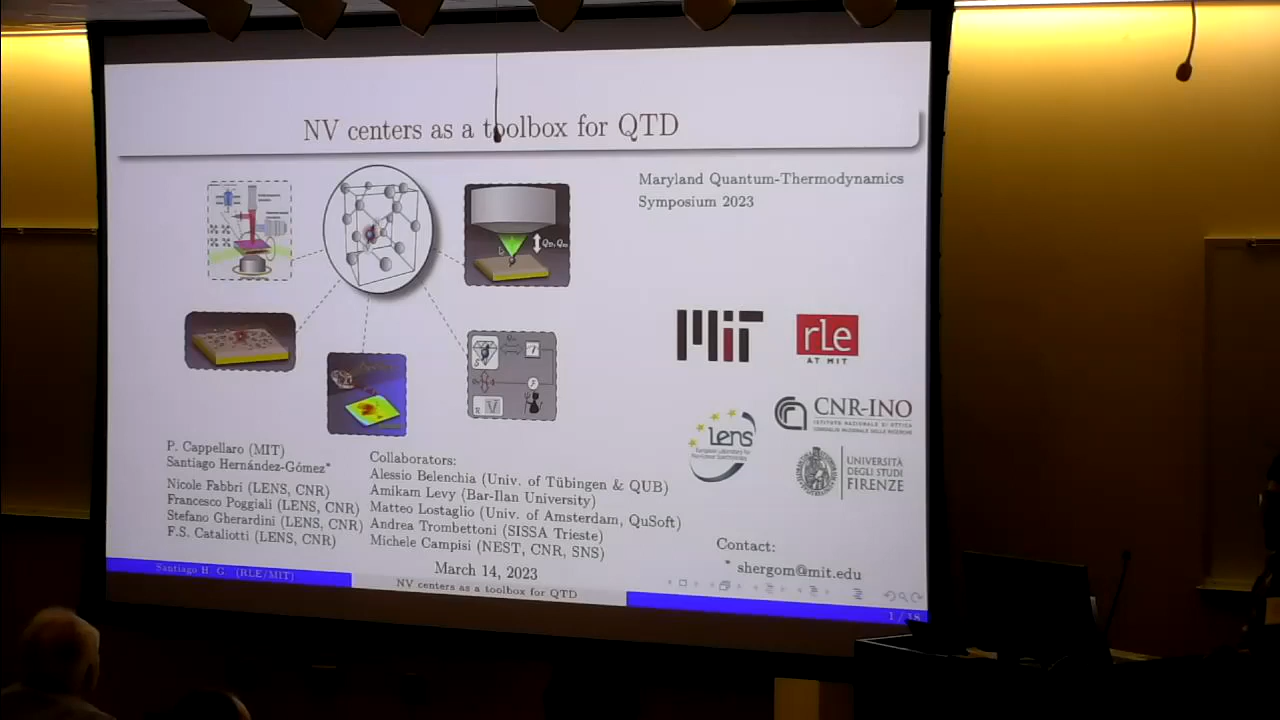 NV centers as a toolbox for QTD
Maryland Quantum-Thermodynamics
Symposium 2023
MIT
rle
AT MIT
CNR-INO
ISTITUTO NAZIONALE DI OTTICA
CONSIGLIO NAZIONALE DELLE RICERCHE
Lens
European Laboratory for
Non-Linear Spectroscopy
UNIVERSITÀ
DEGLI STUDI
FIRENZE
P. Cappellaro (MIT)
Santiago Hernández-Gómez*
Nicole Fabbri (LENS, CNR)
Francesco Poggiali (LENS, CNR)
Stefano Gherardini (LENS, CNR)
F.S. Cataliotti (LENS, CNR)
Collaborators:
Alessio Belenchia (Univ. of Tübingen & QUB)
Amikam Levy (Bar-Ilan University)
Matteo Lostaglio (Univ. of Amsterdam, QuSoft)
Andrea Trombettoni (SISSA Trieste)
Michele Campisi (NEST, CNR, SNS)
March 14, 2023
Contact:
* shergom@mit.edu
Santiago H. G. (RLE/MIT)
NV centers as a toolbox for QTD
1 / 18